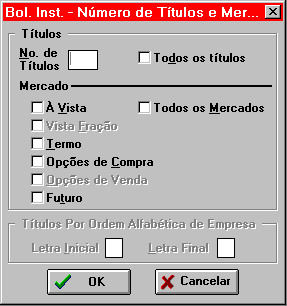 Bol. Inst. - Número de Títulos e Mer...
Títulos
No. de Títulos
Todos os títulos
Mercado
À Vista
Todos os Mercados
Vista Fração
Termo
Opções de Compra
Opções de Venda
Futuro
Títulos Por Ordem Alfabética de Empresa
Letra Inicial
Letra Final
OK
Cancelar